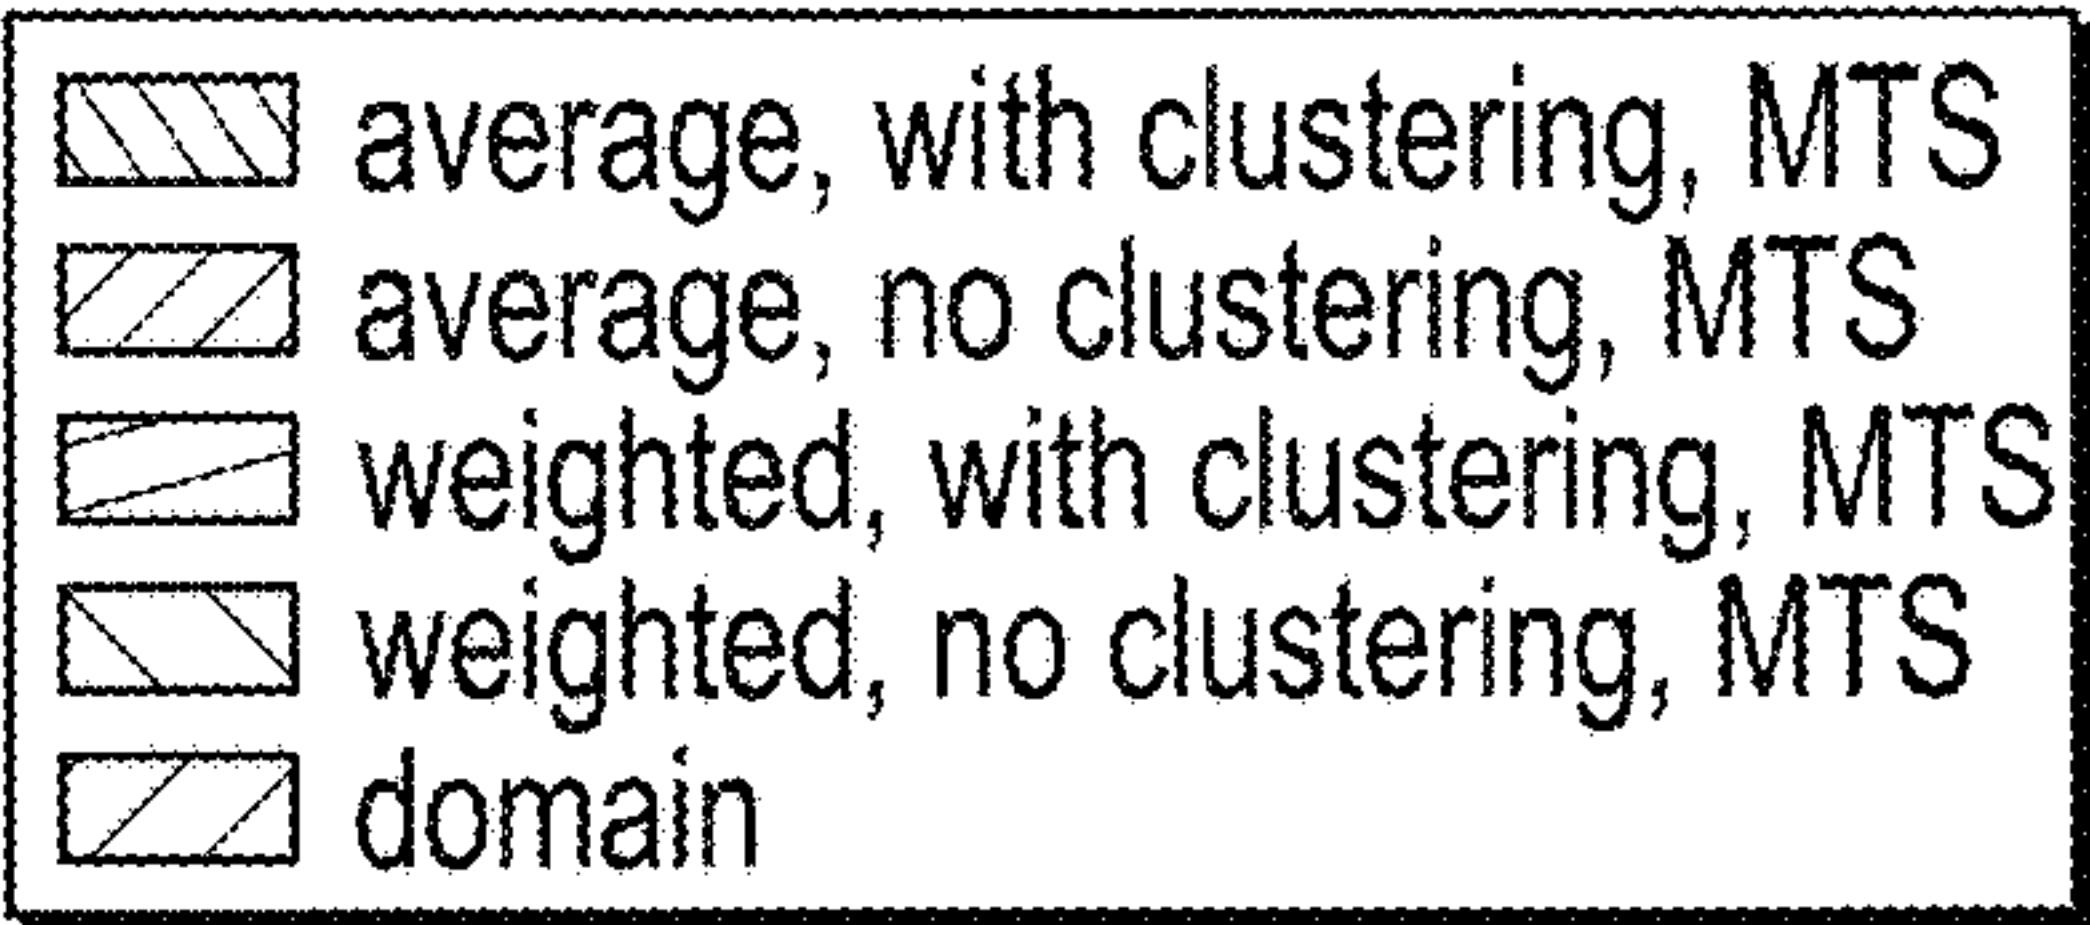 average, with clustering, MTS
average, no clustering, MTS
weighted, with clustering, MTS
weighted, no clustering, MTS
domain